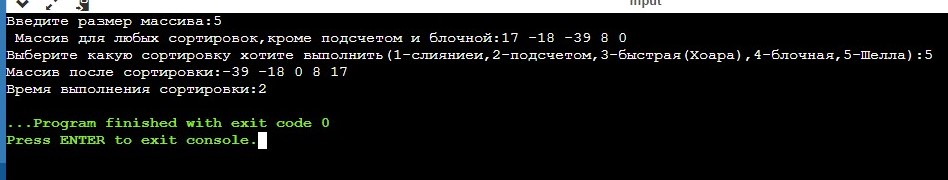 input
Введите размер массива:5
Массив для любых сортировок,кроме подсчетом и блочной:17 -18 -39 8 0
Выберите какую сортировку хотите выполнить(1-слияниеи,2-подсчетом,3-быстрая(Хоара),4-блочная,5-Шелла):5
Массив после сортировки:-39 -18 0 8 17
Время выполнения сортировки:2
...Program finished with exit code 0
Press ENTER to exit console.